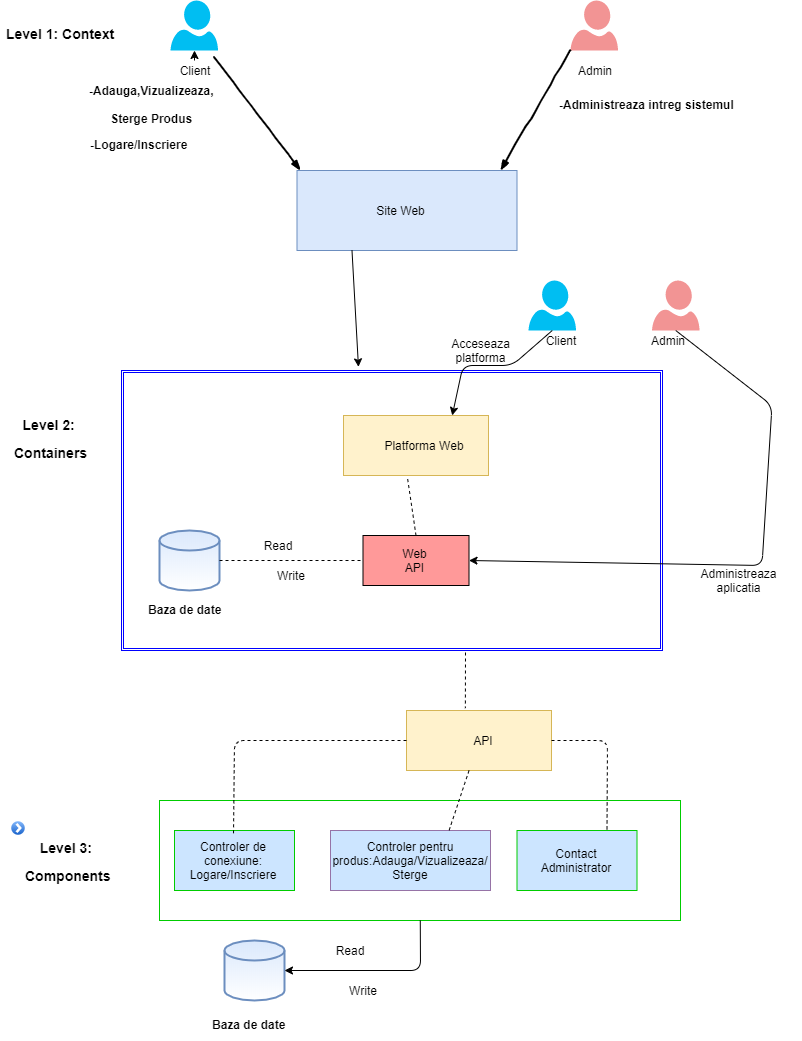 Level 1: Context
Client
Admin
-Adauga,Vizualizeaza,
Sterge Produs
-Logare/Inscriere
-Administreaza intreg sistemul
Site Web
Client
Admin
Acceseaza
platforma
Level 2:
Containers
Platforma Web
Web
API
Read
Write
Baza de date
Administreaza
aplicatia
API
Level 3:
Components
Controler de
conexiune:
Logare/Inscriere
Controler pentru
produs:Adauga/Vizualizeaza/
Sterge
Contact
Administrator
Read
Write
Baza de date